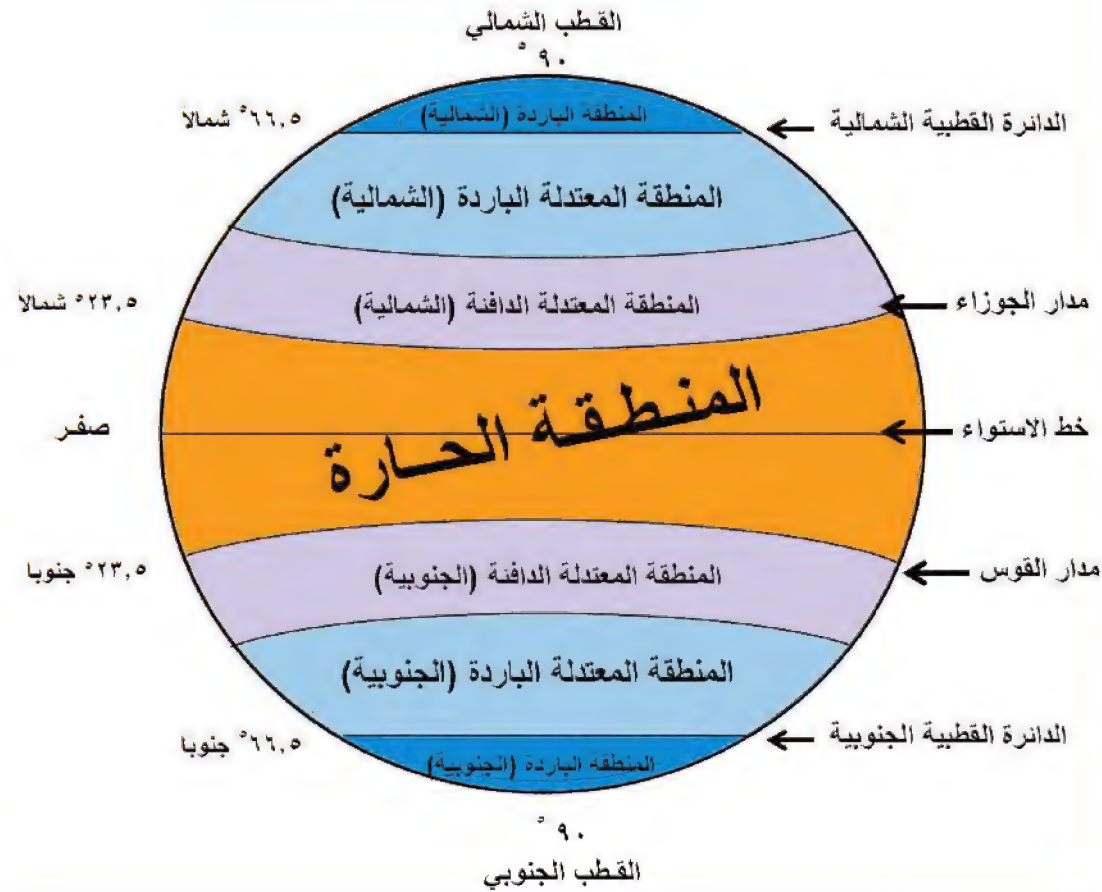 القطب الشمالي
٩٠ °
المنطقة الباردة (الشمالية)
٦٦,٥° شمالاً
الدائرة القطبية الشمالية
المنطقة المعتدلة الباردة (الشمالية)
مدار الجوزاء
المنطقة المعتدلة الدافئة (الشمالية)
٢٣,٥° شمالاً
المنطقة الحارة
خط الاستواء
صفر
مدار القوس
المنطقة المعتدلة الدافئة (الجنوبية)
٢٣,٥° جنوبا
المنطقة المعتدلة الباردة (الجنوبية)
الدائرة القطبية الجنوبية
٦٦,٥° جنوبا
المنطقة الباردة (الجنوبية)
٩٠ °
القطب الجنوبي